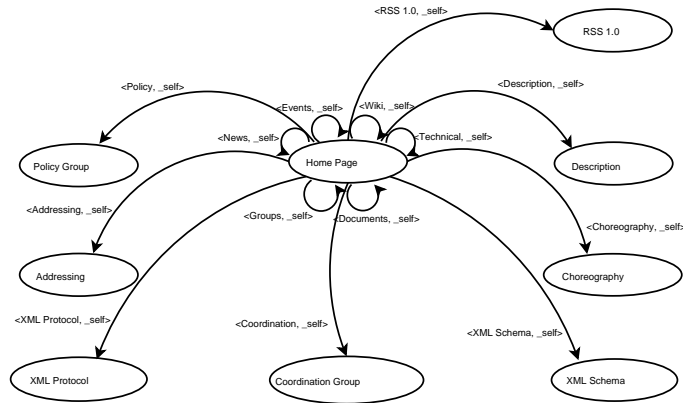 <RSS 1.0, _self>
RSS 1.0
<Policy, _self>
<Description, _self>
<Events, _self>
<Wiki, _self>
<News, _self>
<Technical, _self>
Policy Group
Home Page
Description
<Addressing, _self>
<Groups, _self>
<Documents, _self>
<Choreography, _self>
Addressing
Choreography
<XML Protocol, _self>
<Coordination, _self>
<XML Schema, _self>
XML Protocol
Coordination Group
XML Schema